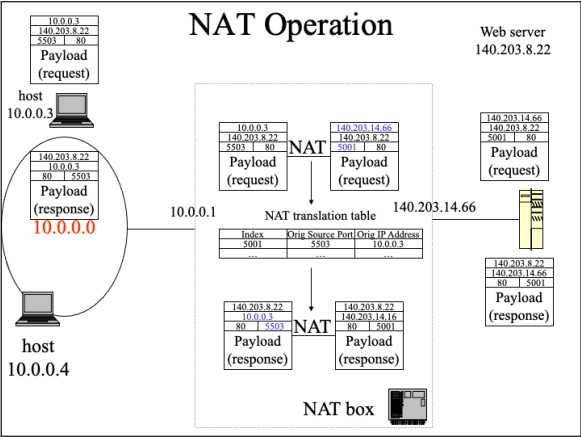 NAT Operation
10.0.0.3
140.203.8.22
5503 80
Payload
(request)
host
10.0.0.3
140.203.8.22
10.0.0.3
80 5503
Payload
(response)
10.0.0.0
host
10.0.0.4
10.0.0.1
10.0.0.3
140.203.8.22
5503 80
Payload
(request)
NAT
140.203.14.66
140.203.8.22
5001 80
Payload
(request)
NAT translation table
Index Orig Source Port Orig IP Address
5001 5503 10.0.0.3
... ... ...
140.203.8.22
10.0.0.3
80 5503
Payload
(response)
NAT
140.203.8.22
140.203.14.16
80 5001
Payload
(response)
NAT box
140.203.14.66
Web server
140.203.8.22
140.203.14.66
140.203.8.22
5001 80
Payload
(request)
140.203.8.22
140.203.14.66
80 5001
Payload
(response)